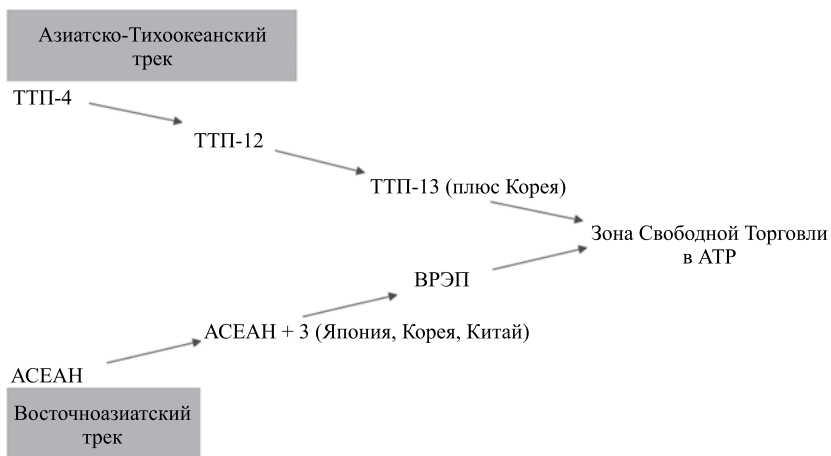 Азиатско-Тихоокеанский
трек
ТТП-4
ТТП-12
ТТП-13 (плюс Корея)
Зона Свободной Торговли
в АТР
ВРЭП
АСЕАН + 3 (Япония, Корея, Китай)
АСЕАН
Восточноазиатский
трек